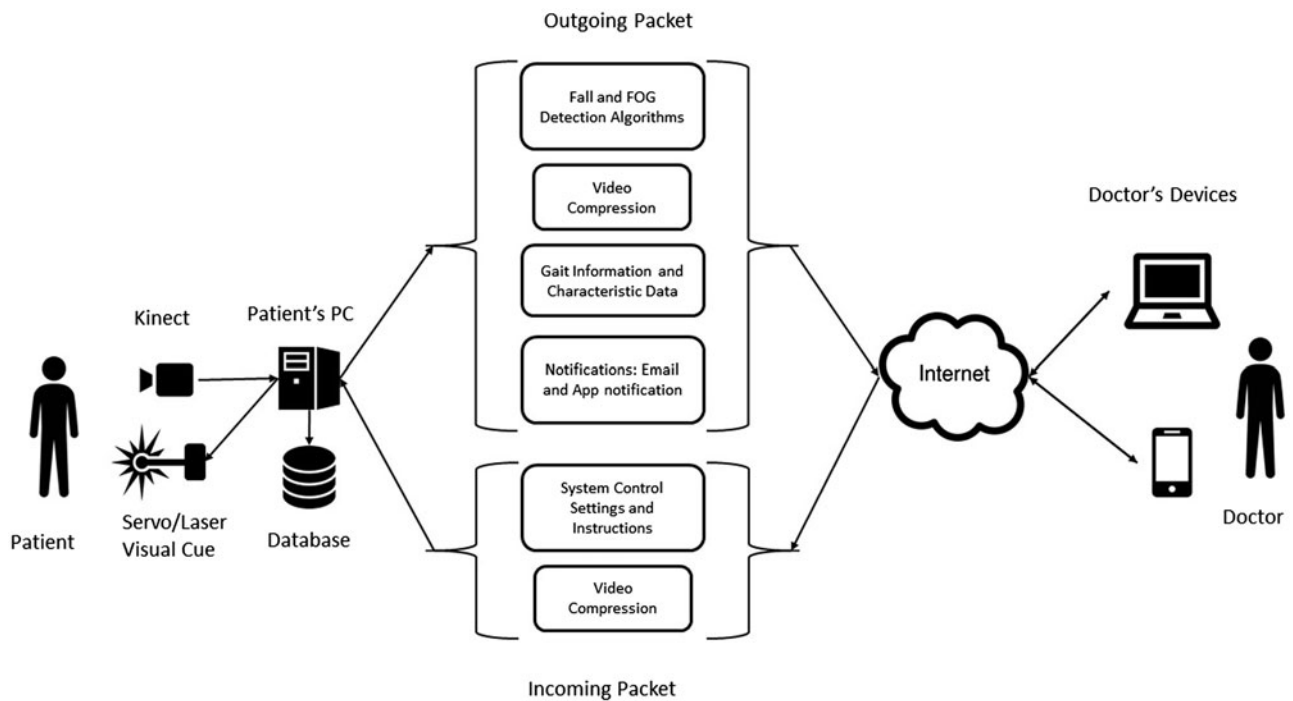 Outgoing Packet
Fall and FOG
Detection Algorithms
Video
Compression
Gait Information and
Characteristic Data
Notifications: Email
and App notification
Kinect
Patient's PC
Patient
Servo/Laser
Visual Cue
Database
Internet
Doctor's Devices
Doctor
System Control
Settings and
Instructions
Video
Compression
Incoming Packet